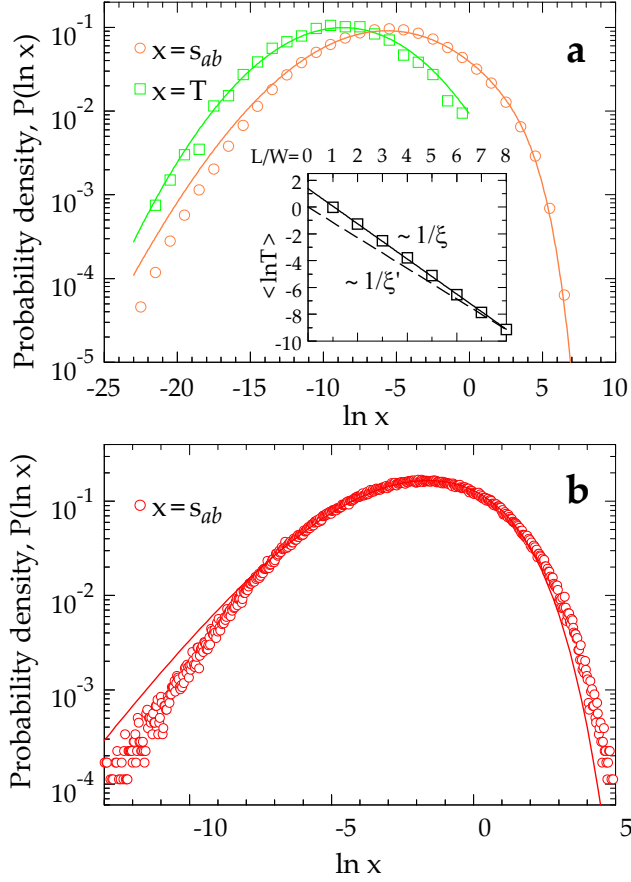 Probability density, P(ln x)
10^-1
10^-2
10^-3
10^-4
10^-5
x=s_ab
x=T
a
L/W= 0 1 2 3 4 5 6 7 8
<lnT>
2
0
-2
-4
-6
-8
-10
~ 1/ξ
~ 1/ξ'
-25 -20 -15 -10 -5 0 5 10
ln x
Probability density, P(ln x)
10^-1
10^-2
10^-3
10^-4
x=s_ab
b
-10 -5 0 5
ln x